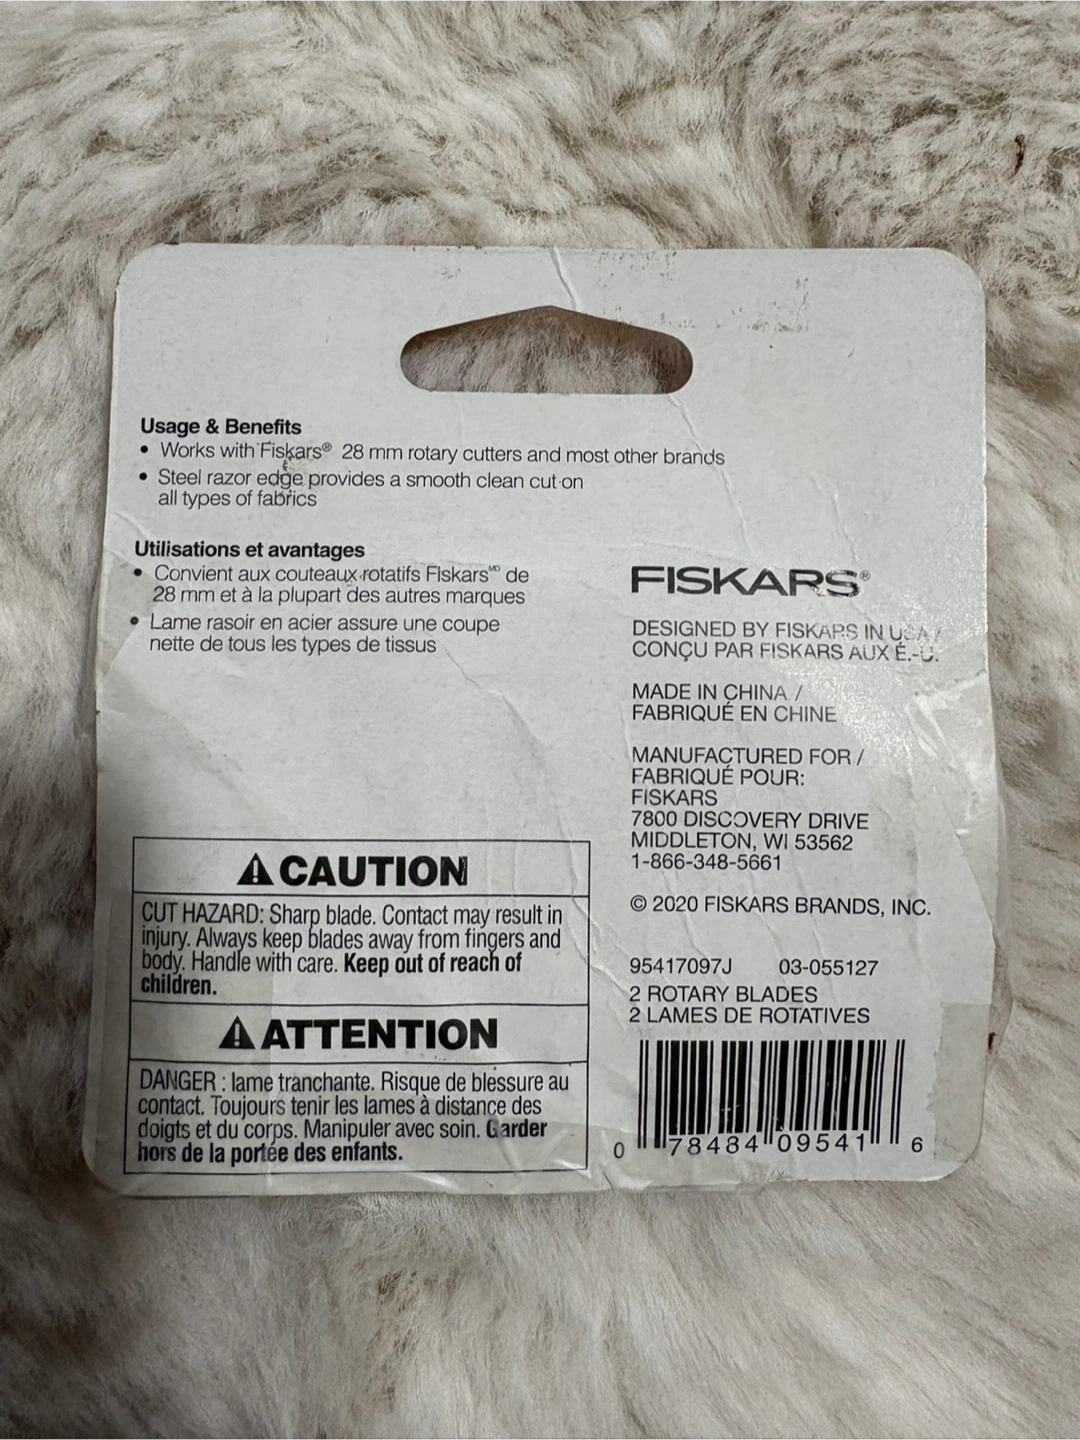 Usage & Benefits
• Works with Fiskars® 28 mm rotary cutters and most other brands
• Steel razor edge provides a smooth clean cut on
all types of fabrics
Utilisations et avantages
• Convient aux couteaux rotatifs Fiskarsᴹᴰ de
28 mm et à la plupart des autres marques
• Lame rasoir en acier assure une coupe
nette de tous les types de tissus
⚠ CAUTION
CUT HAZARD: Sharp blade. Contact may result in
injury. Always keep blades away from fingers and
body. Handle with care. Keep out of reach of
children.
⚠ ATTENTION
DANGER : lame tranchante. Risque de blessure au
contact. Toujours tenir les lames à distance des
doigts et du corps. Manipuler avec soin. Garder
hors de la portée des enfants.
FISKARS®
DESIGNED BY FISKARS IN USA /
CONÇU PAR FISKARS AUX É.-U.
MADE IN CHINA /
FABRIQUÉ EN CHINE
MANUFACTURED FOR /
FABRIQUÉ POUR:
FISKARS
7800 DISCOVERY DRIVE
MIDDLETON, WI 53562
1-866-348-5661
© 2020 FISKARS BRANDS, INC.
95417097J 03-055127
2 ROTARY BLADES
2 LAMES DE ROTATIVES
0 78484 09541 6